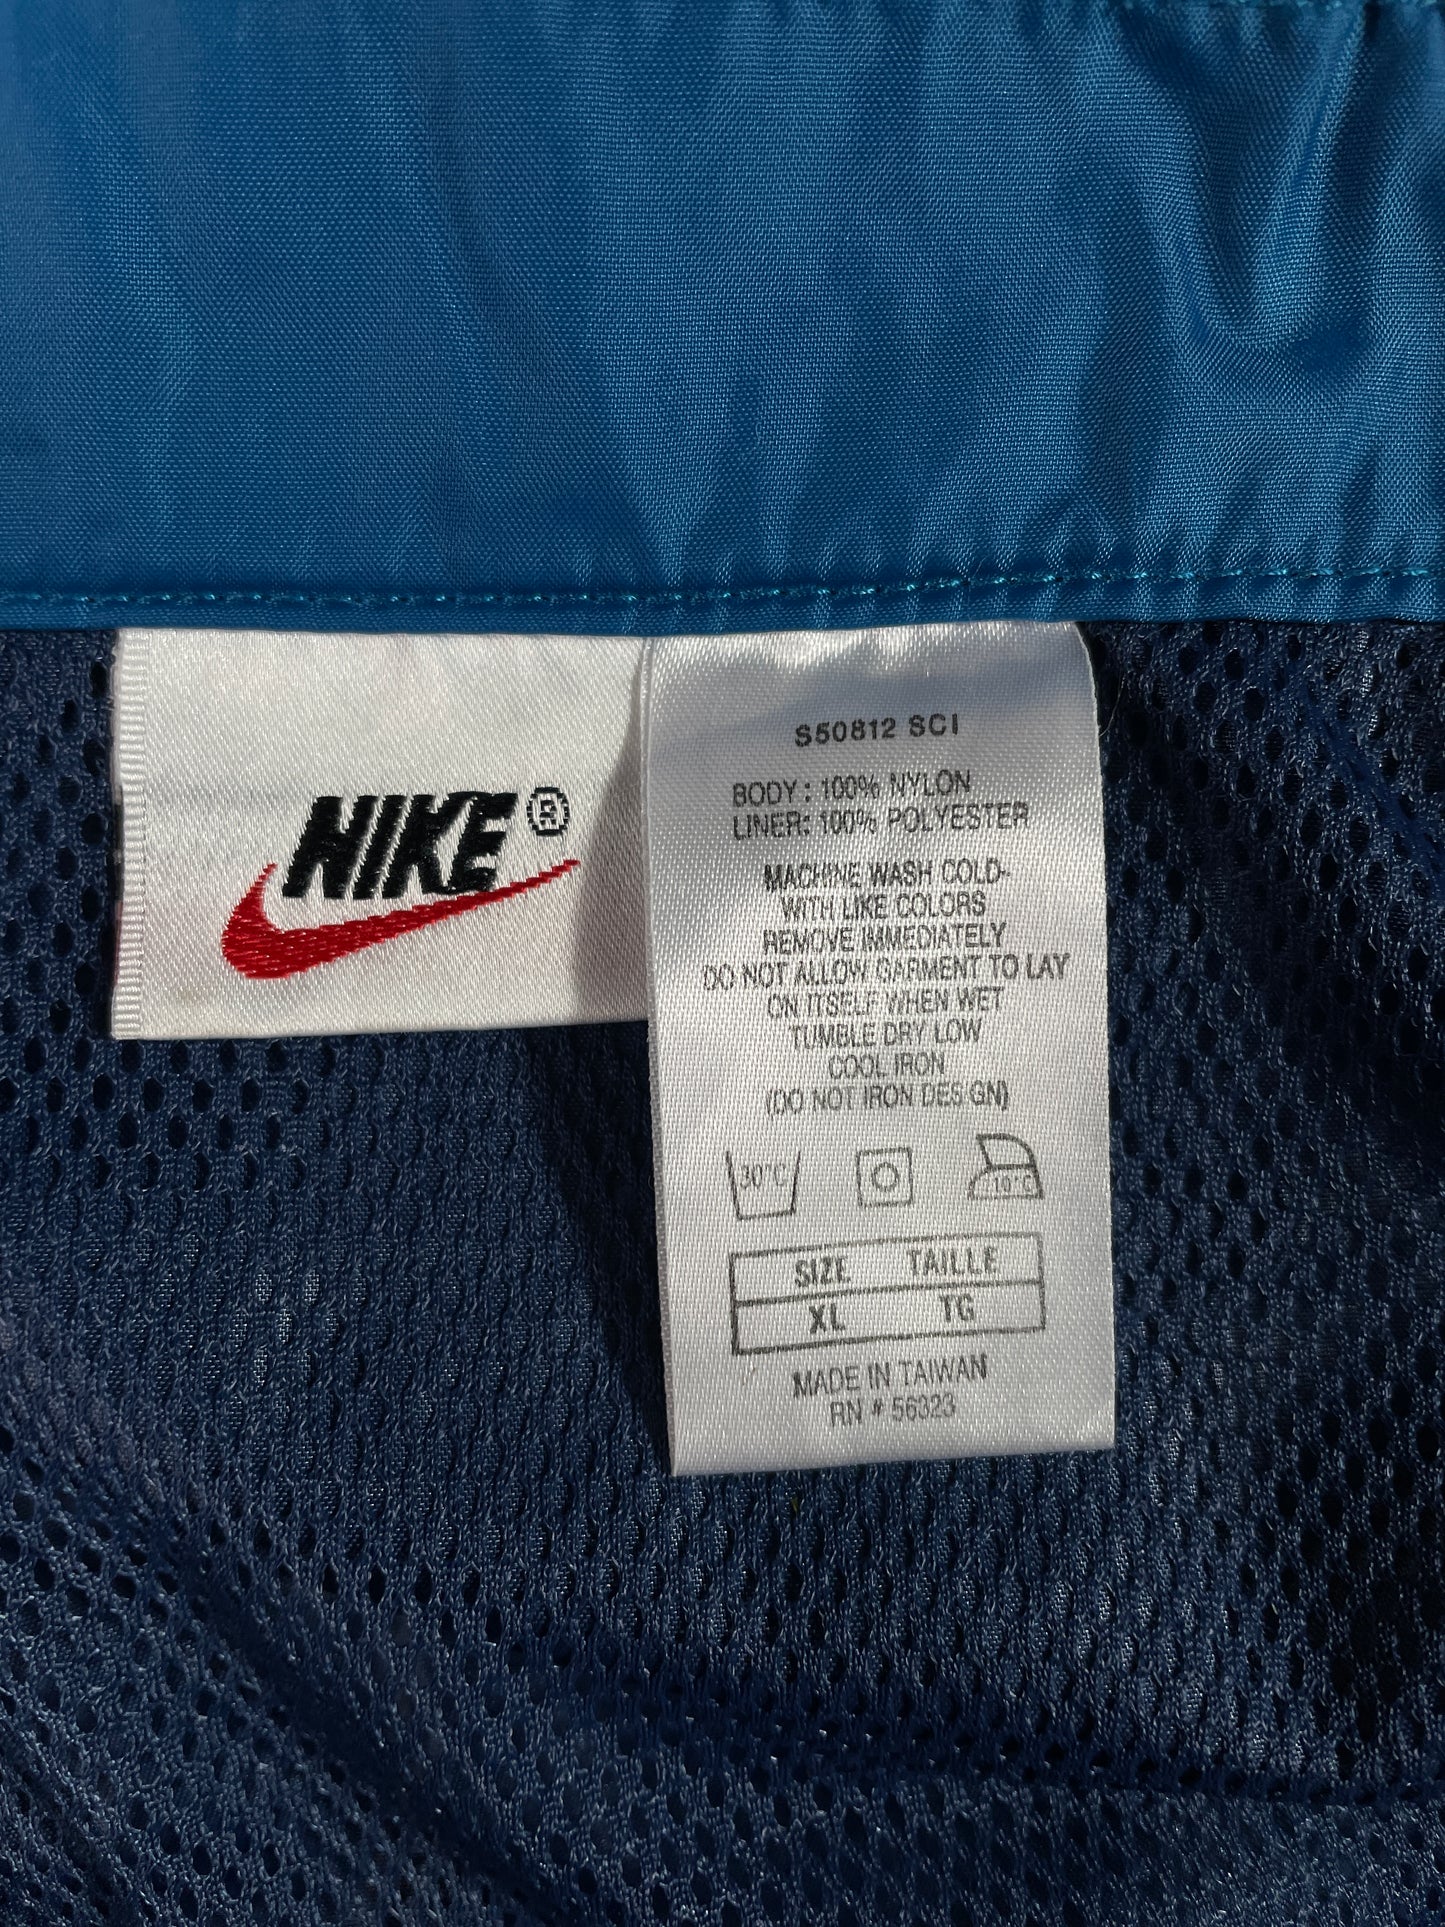 NIKE®
S50812 SCI
BODY: 100% NYLON
LINER: 100% POLYESTER
MACHINE WASH COLD-
WITH LIKE COLORS
REMOVE IMMEDIATELY
DO NOT ALLOW GARMENT TO LAY
ON ITSELF WHEN WET
TUMBLE DRY LOW
COOL IRON
(DO NOT IRON DESIGN)
30°C 110°C
SIZE TAILLE
XL TG
MADE IN TAIWAN
RN # 56323